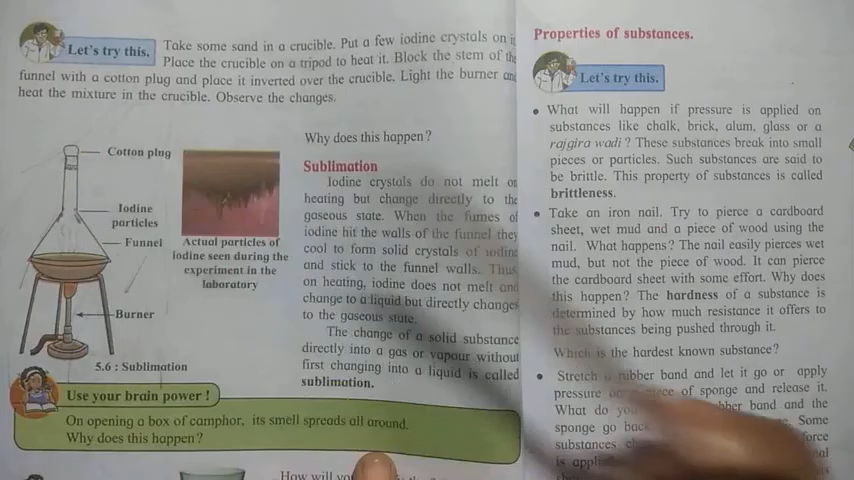 Let's try this.
Take some sand in a crucible. Put a few iodine crystals on
Place the crucible on a tripod to heat it. Block the stem of the
funnel with a cotton plug and place it inverted over the crucible. Light the burner and
heat the mixture in the crucible. Observe the changes.
Cotton plug
Iodine
particles
Funnel
Burner
5.6 : Sublimation
Actual particles of
iodine seen during the
experiment in the
laboratory
Why does this happen?
Sublimation
Iodine crystals do not melt on
heating but change directly to the
gaseous state. When the fumes of
iodine hit the walls of the funnel they
cool to form solid crystals of iodine
and stick to the funnel walls. Thus,
on heating, iodine does not melt and
change to a liquid but directly changes
to the gaseous state.
The change of a solid substance
directly into a gas or vapour without
first changing into a liquid is called
sublimation.
Use your brain power !
On opening a box of camphor, its smell spreads all around.
Why does this happen?
How will you
Properties of substances.
Let's try this.
• What will happen if pressure is applied on
substances like chalk, brick, alum, glass or a
rajgira wadi ? These substances break into small
pieces or particles. Such substances are said to
be brittle. This property of substances is called
brittleness.
• Take an iron nail. Try to pierce a cardboard
sheet, wet mud and a piece of wood using the
nail. What happens? The nail easily pierces wet
mud, but not the piece of wood. It can pierce
the cardboard sheet with some effort. Why does
this happen? The hardness of a substance is
determined by how much resistance it offers to
the substances being pushed through it.
Which is the hardest known substance?
• Stretch a rubber band and let it go or apply
pressure on of sponge and release it.
What do you band and the
sponge go back Some
substances force
is